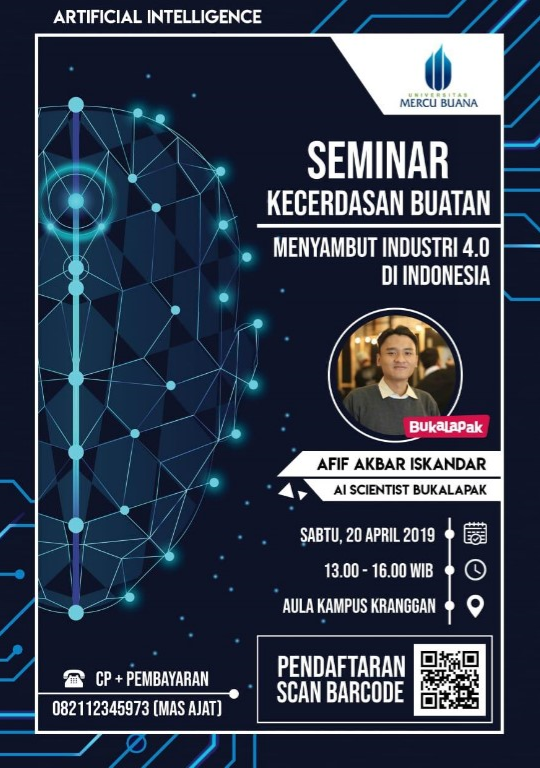 ARTIFICIAL INTELLIGENCE
UNIVERSITAS
MERCU BUANA
SEMINAR
KECERDASAN BUATAN
MENYAMBUT INDUSTRI 4.0
DI INDONESIA
BUKALAPAK
AFIF AKBAR ISKANDAR
AI SCIENTIST BUKALAPAK
SABTU, 20 APRIL 2019
13.00 - 16.00 WIB
AULA KAMPUS KRANGGAN
PENDAFTARAN
SCAN BARCODE
CP + PEMBAYARAN
082112345973 (MAS AJAT)